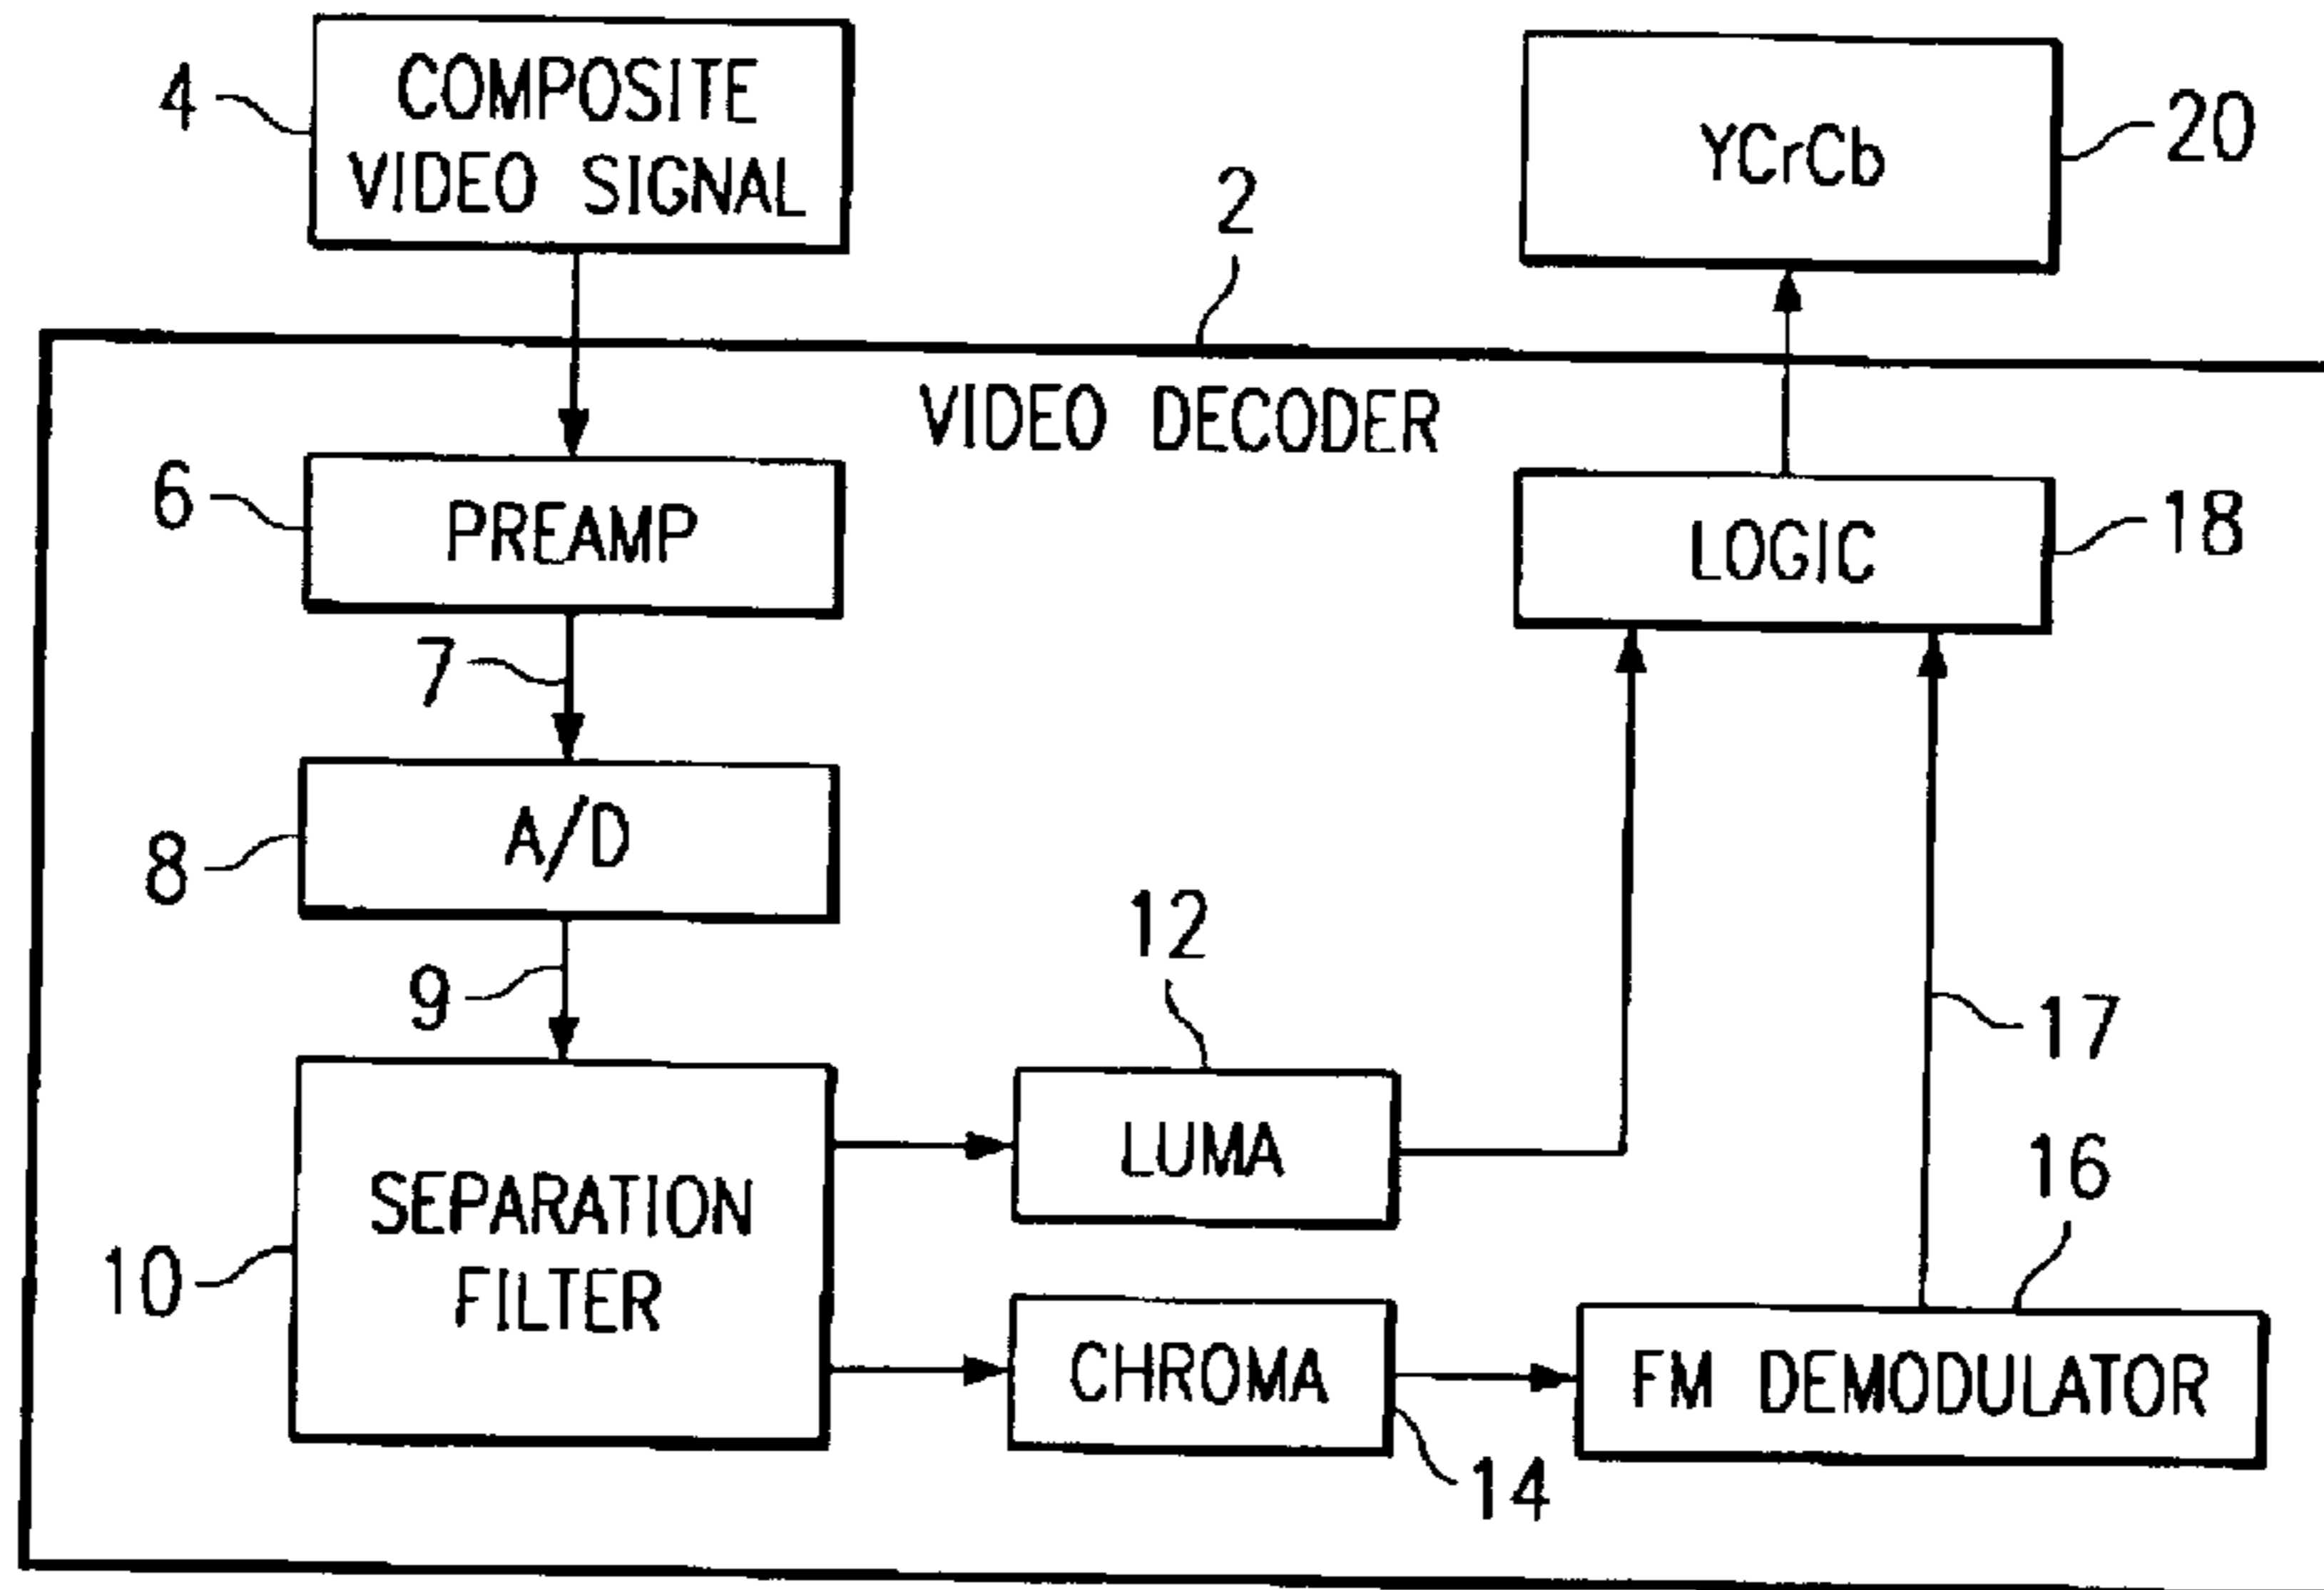 4
COMPOSITE
VIDEO SIGNAL
YCrCb
20
2
VIDEO DECODER
6
PREAMP
LOGIC
18
7
8
A/D
9
12
17
10
SEPARATION
FILTER
LUMA
16
CHROMA
14
FM DEMODULATOR